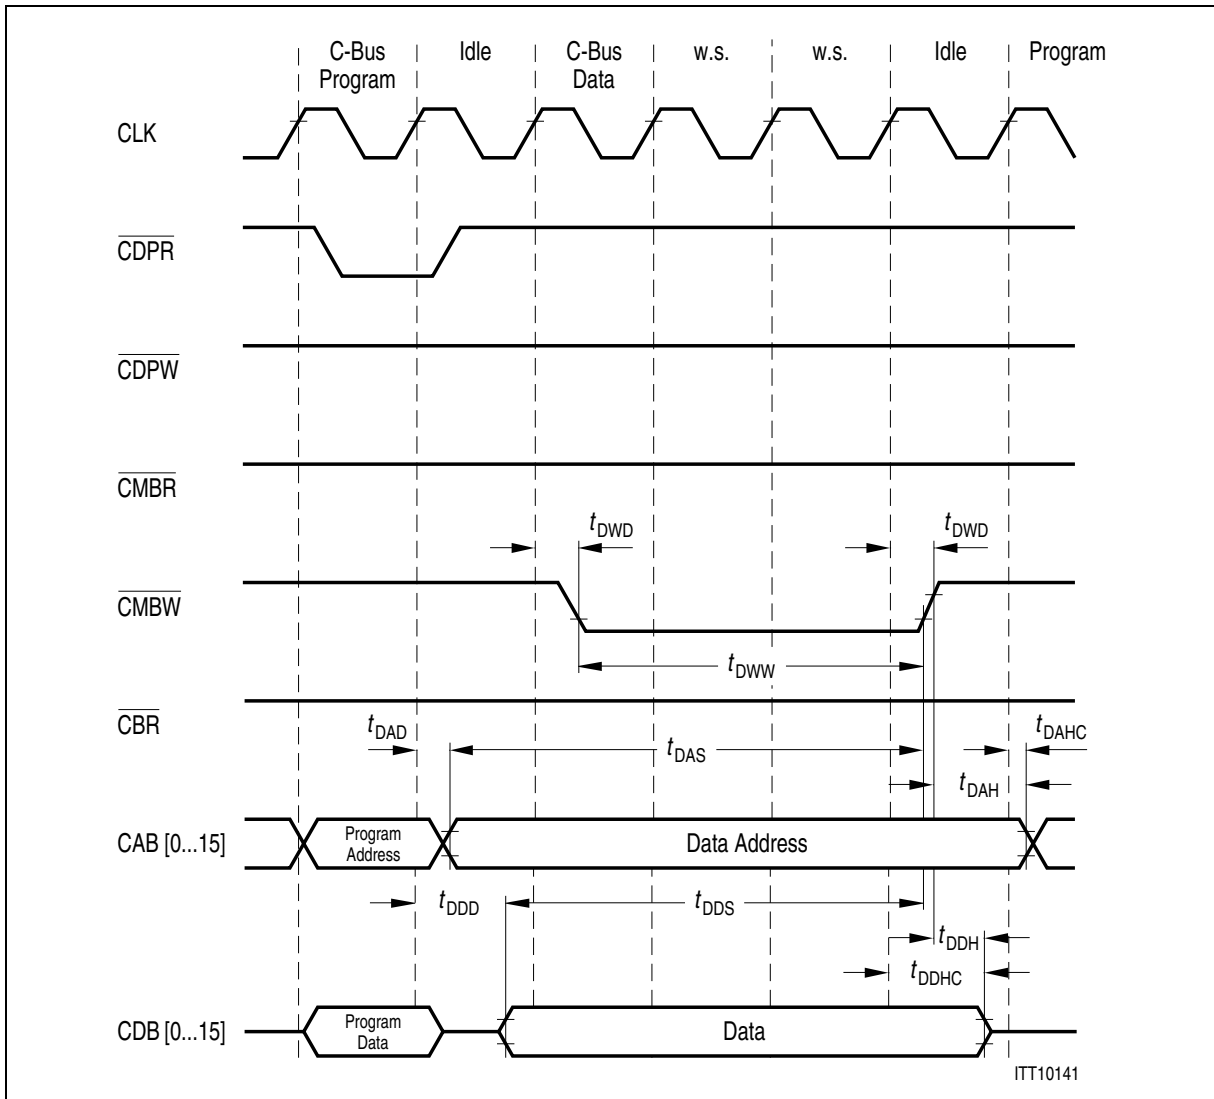 C-Bus Program
Idle
C-Bus Data
w.s.
w.s.
Idle
Program
CLK
CDPR
CDPW
CMBR
tDWD
tDWD
CMBW
tDWW
CBR
tDAD
tDAS
tDAHC
tDAH
CAB [0...15]
Program Address
Data Address
tDDD
tDDS
tDDH
tDDHC
CDB [0...15]
Program Data
Data
ITT10141